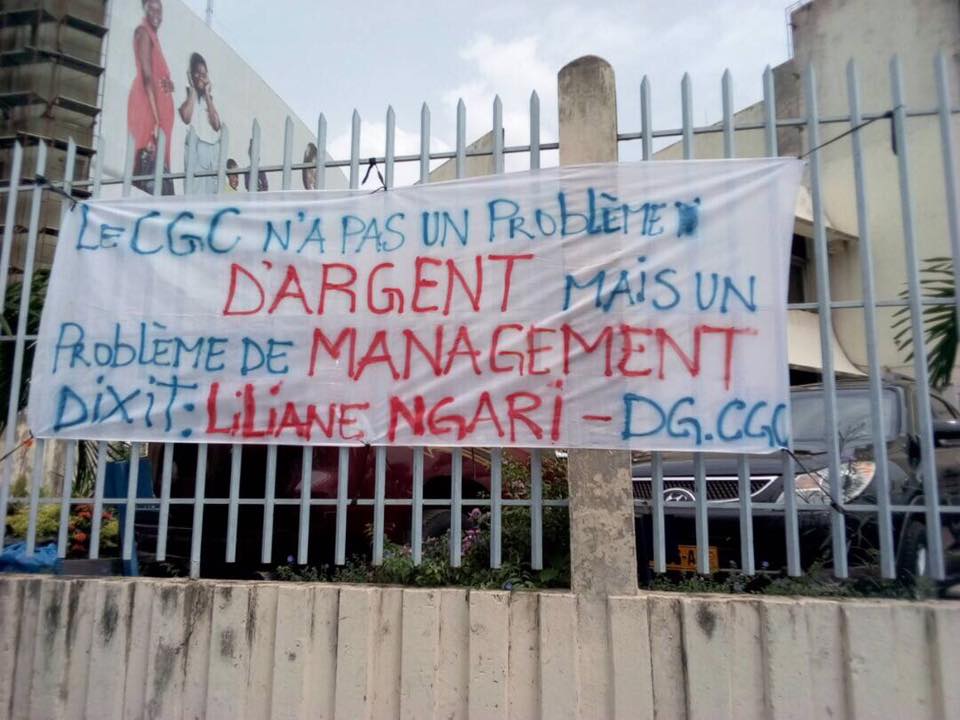 Le CGC N'A PAS UN PRoblÈME
D'ARGENT MAiS UN
PRoblÈME DE MANAGEMENT
DiXiT: LiLiANE NGARi - DG.CGC